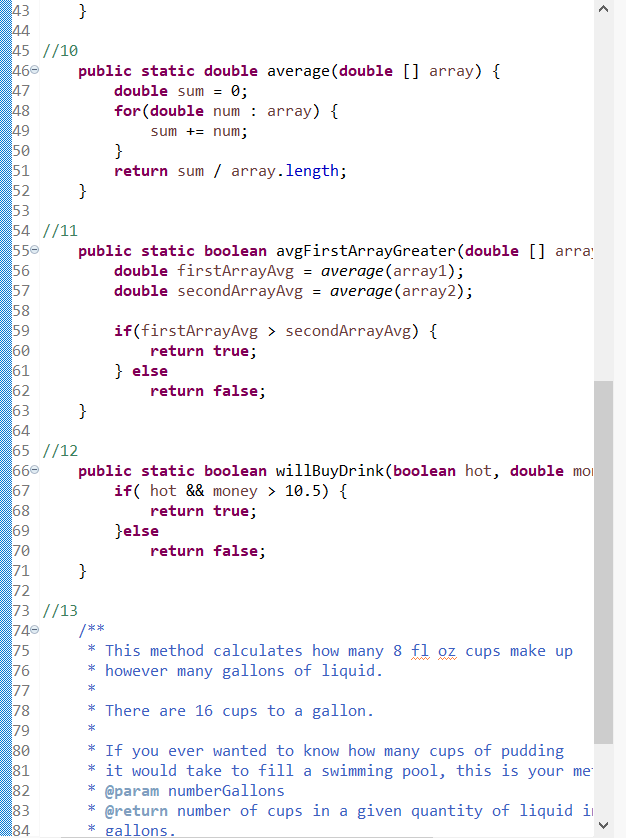 43     }
44
45 //10
46     public static double average(double [] array) {
47         double sum = 0;
48         for(double num : array) {
49             sum += num;
50         }
51         return sum / array.length;
52     }
53
54 //11
55     public static boolean avgFirstArrayGreater(double []
56         double firstArrayAvg = average(array1);
57         double secondArrayAvg = average(array2);
58
59         if(firstArrayAvg > secondArrayAvg) {
60             return true;
61         } else
62             return false;
63     }
64
65 //12
66     public static boolean willBuyDrink(boolean hot, double
67         if( hot && money > 10.5) {
68             return true;
69         }else
70             return false;
71     }
72
73 //13
74     /**
75      * This method calculates how many 8 fl oz cups make up
76      * however many gallons of liquid.
77      *
78      * There are 16 cups to a gallon.
79      *
80      * If you ever wanted to know how many cups of pudding
81      * it would take to fill a swimming pool, this is your
82      * @param numberGallons
83      * @return number of cups in a given quantity of liquid
84      * gallons.